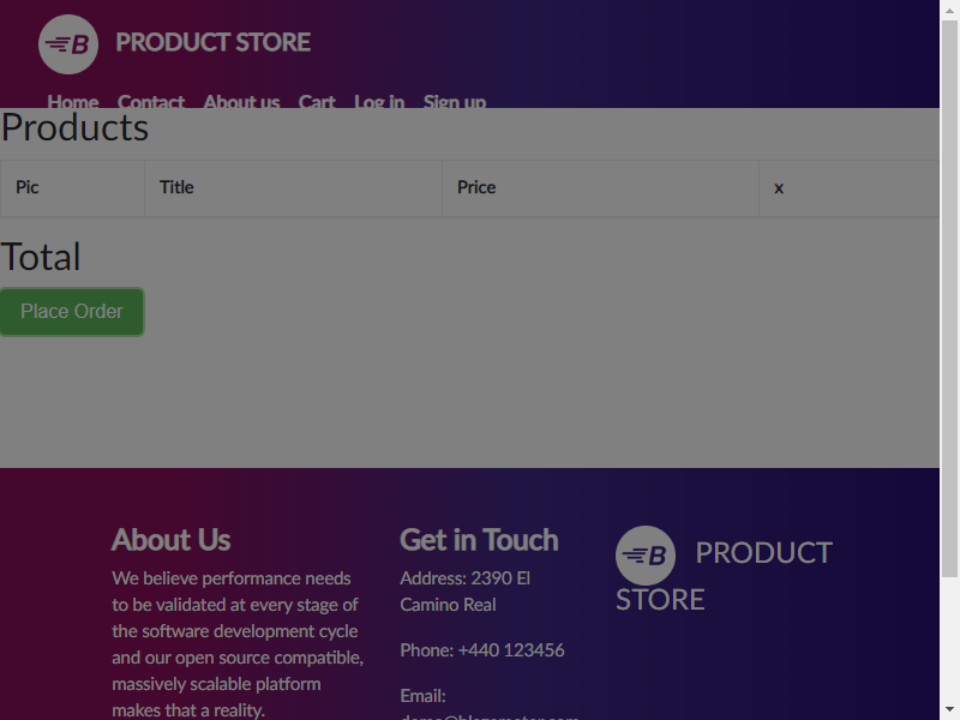 B PRODUCT STORE
Home Contact About us Cart Log in Sign up
Products
Pic Title Price x
Total
Place Order
About Us
We believe performance needs
to be validated at every stage of
the software development cycle
and our open source compatible,
massively scalable platform
makes that a reality.
Get in Touch
Address: 2390 El
Camino Real
Phone: +440 123456
Email:
demo@blazemeter.com
B PRODUCT
STORE